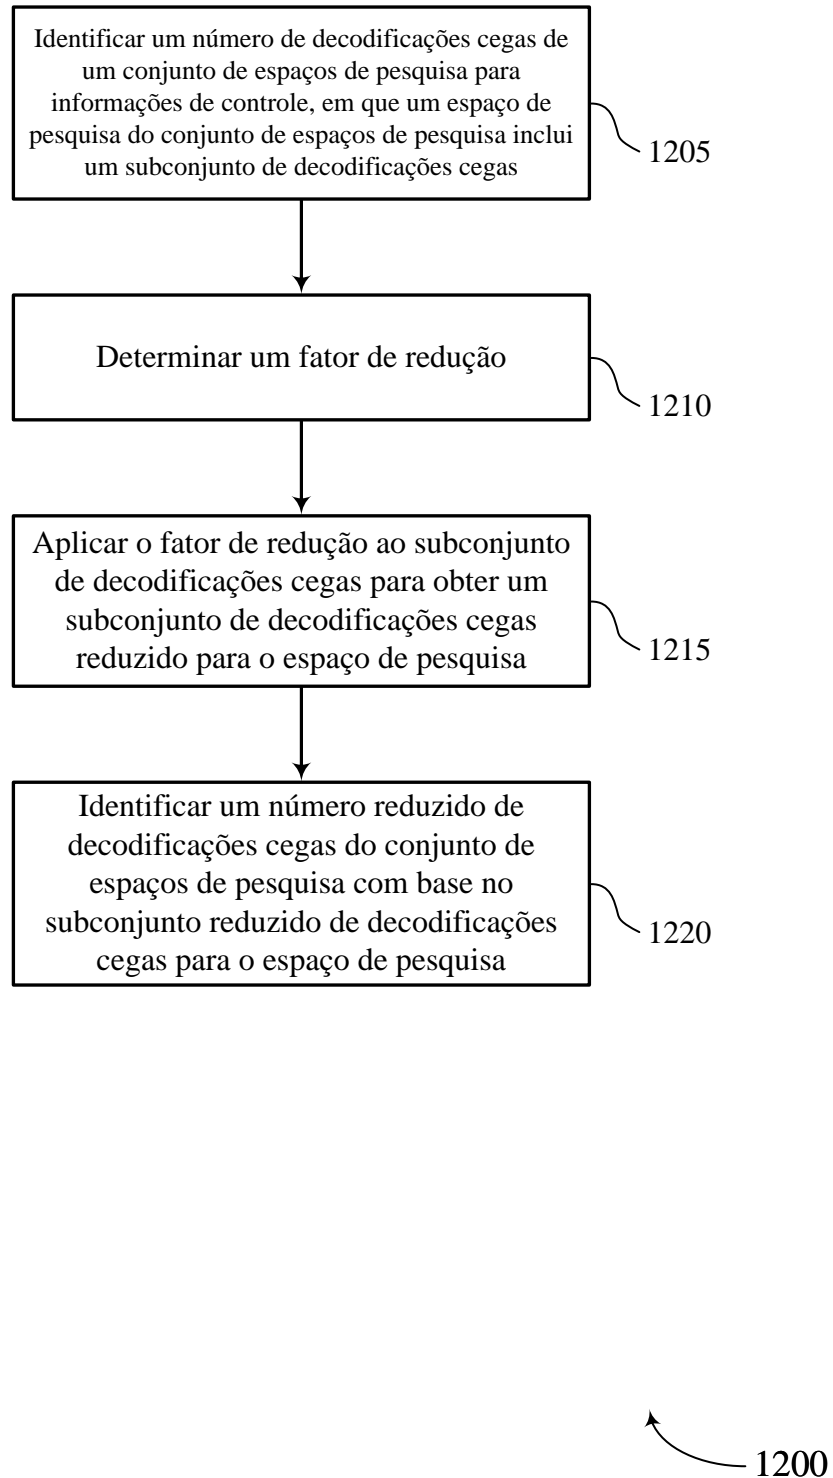 Identificar um número de decodificações cegas de
um conjunto de espaços de pesquisa para
informações de controle, em que um espaço de
pesquisa do conjunto de espaços de pesquisa inclui
um subconjunto de decodificações cegas
1205
Determinar um fator de redução
1210
Aplicar o fator de redução ao subconjunto
de decodificações cegas para obter um
subconjunto de decodificações cegas
reduzido para o espaço de pesquisa
1215
Identificar um número reduzido de
decodificações cegas do conjunto de
espaços de pesquisa com base no
subconjunto reduzido de decodificações
cegas para o espaço de pesquisa
1220
1200